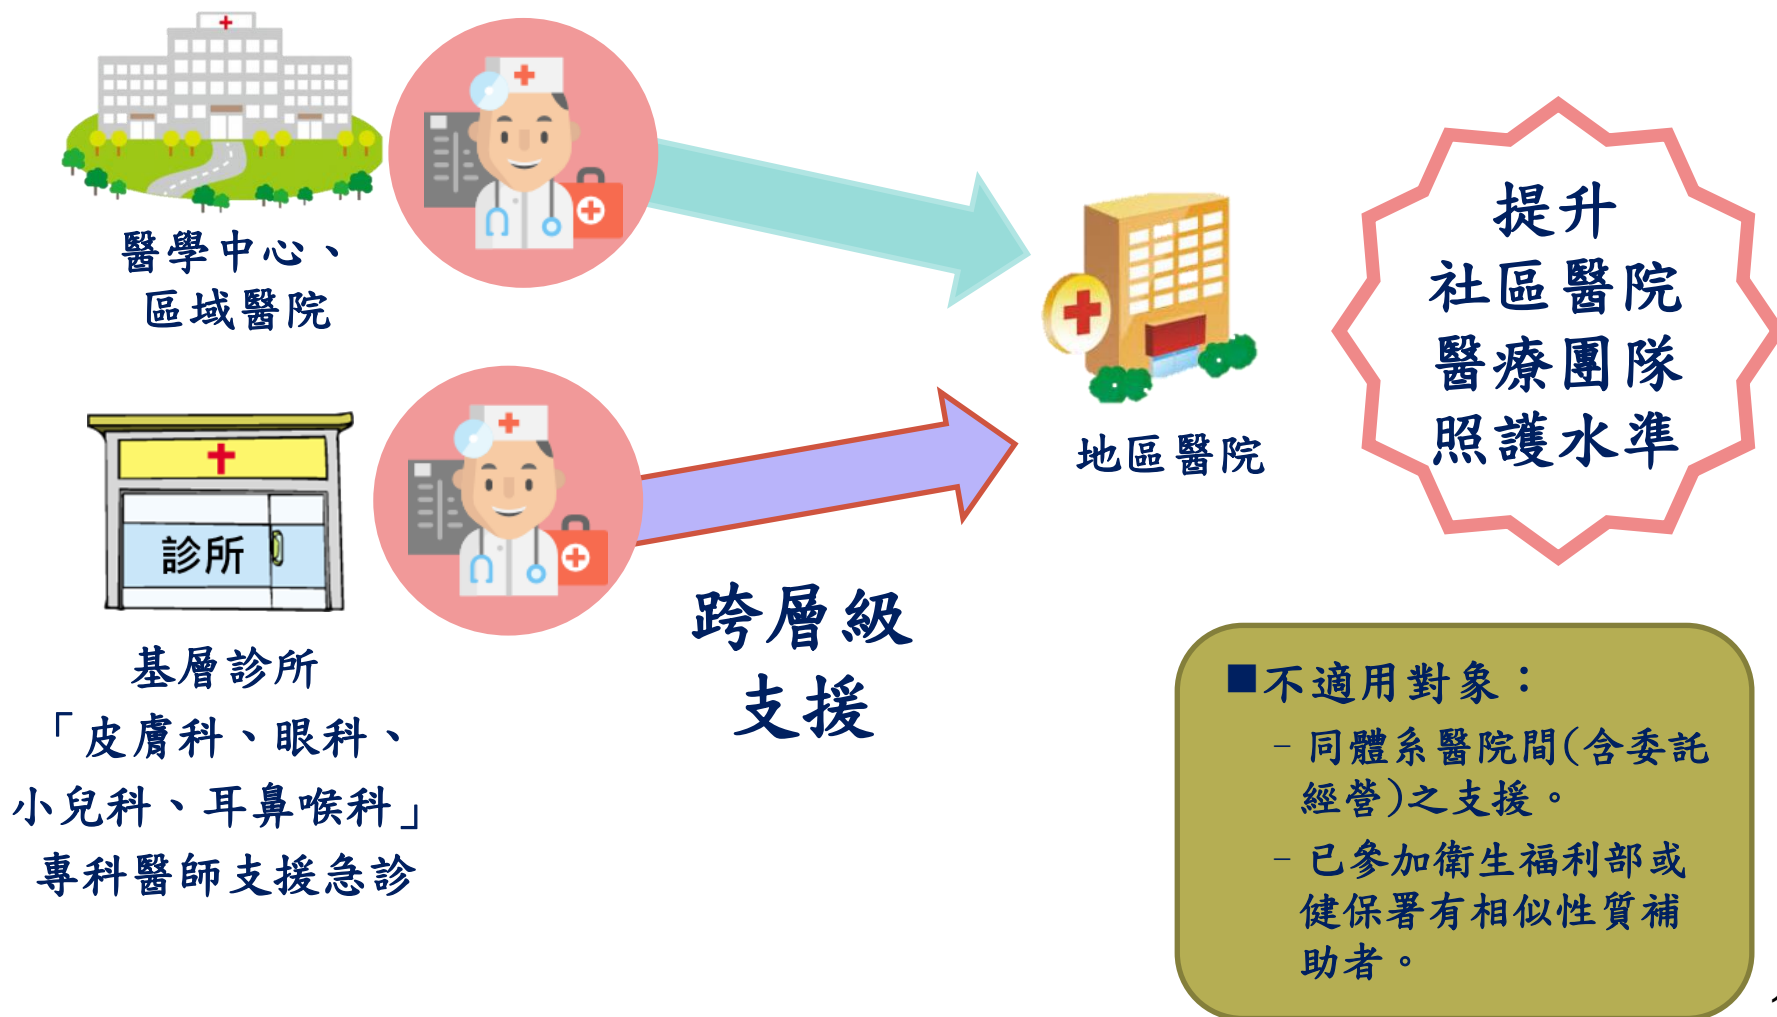 醫學中心、
區域醫院
診所
基層診所
「皮膚科、眼科、
小兒科、耳鼻喉科」
專科醫師支援急診
跨層級
支援
地區醫院
提升
社區醫院
醫療團隊
照護水準
■不適用對象：
－同體系醫院間(含委託
經營)之支援。
－已參加衛生福利部或
健保署有相似性質補
助者。